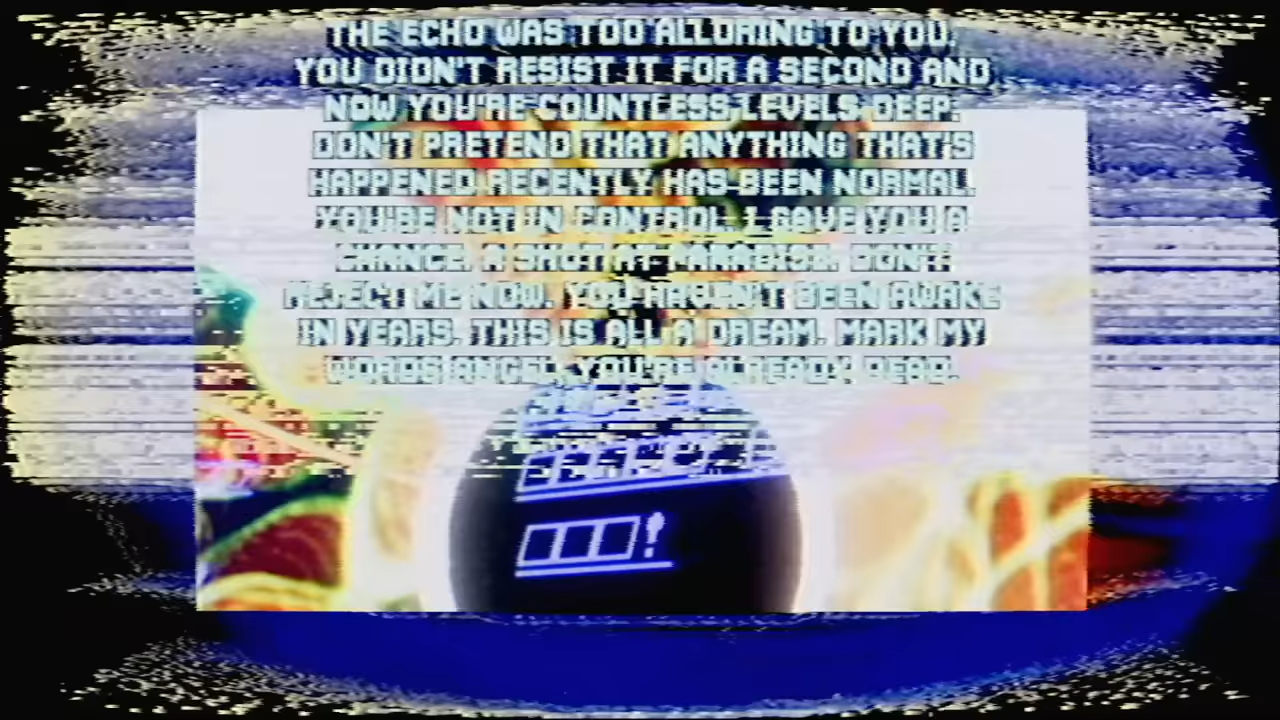 THE ECHO WAS TOO ALLURING TO YOU.
YOU DIDN'T RESIST IT FOR A SECOND AND
NOW YOU'RE COUNTLESS LEVELS DEEP.
DON'T PRETEND THAT ANYTHING THAT'S
HAPPENED RECENTLY HAS BEEN NORMAL.
YOU'RE NOT IN CONTROL. I GAVE YOU A
CHANCE. A SHOT AT PARADISE. DON'T
REJECT ME NOW. YOU HAVEN'T BEEN AWAKE
IN YEARS. THIS IS ALL A DREAM. MARK MY
WORDS ANGEL, YOU'RE ALREADY DEAD.
□□□!